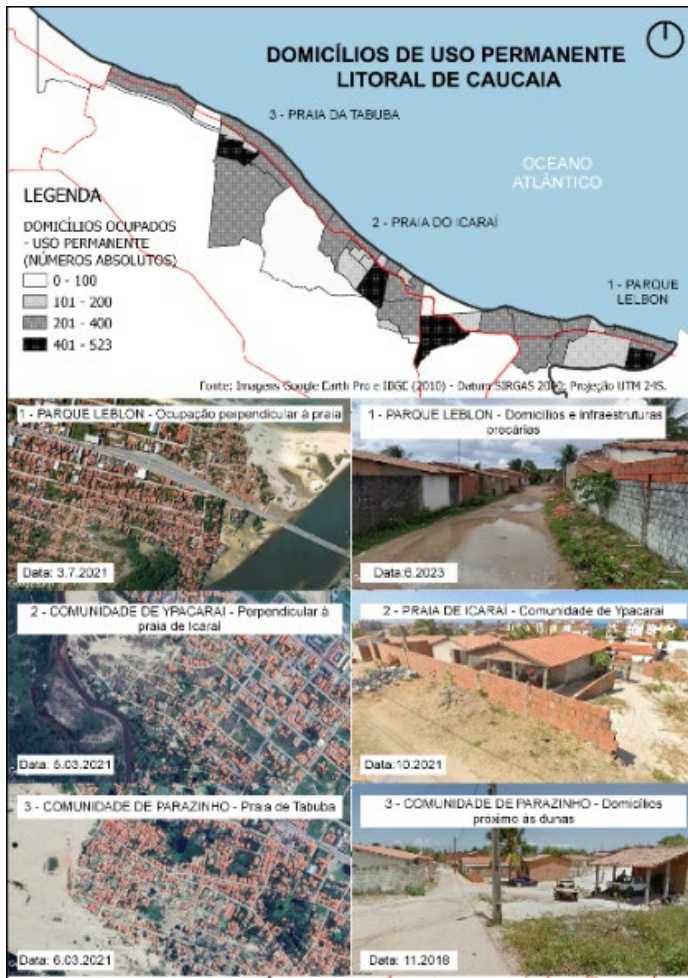 DOMICÍLIOS DE USO PERMANENTE
LITORAL DE CAUCAIA
3 - PRAIA DA TABUBA
OCEANO
ATLÂNTICO
2 - PRAIA DO ICARAÍ
1 - PARQUE
LELBON
LEGENDA
DOMICÍLIOS OCUPADOS
- USO PERMANENTE
(NÚMEROS ABSOLUTOS)
0 - 100
101 - 200
201 - 400
401 - 523
Fonte: Imagens Google Earth Pro e IBGE (2010) - Datum SIRGAS 2000; Projeção UTM 24S.
1 - PARQUE LEBLON - Ocupação perpendicular à praia
Data: 3.7.2021
1 - PARQUE LEBLON - Domicílios e infraestruturas
precárias
Data:6.2023
2 - COMUNIDADE DE YPACARAI - Perpendicular à
praia de Icaraí
Data: 5.03.2021
2 - PRAIA DE ICARAÍ - Comunidade de Ypacarai
Data:10.2021
3 - COMUNIDADE DE PARAZINHO - Praia de Tabuba
Data: 6.03.2021
3 - COMUNIDADE DE PARAZINHO - Domicílios
próximo às dunas
Data: 11.2018